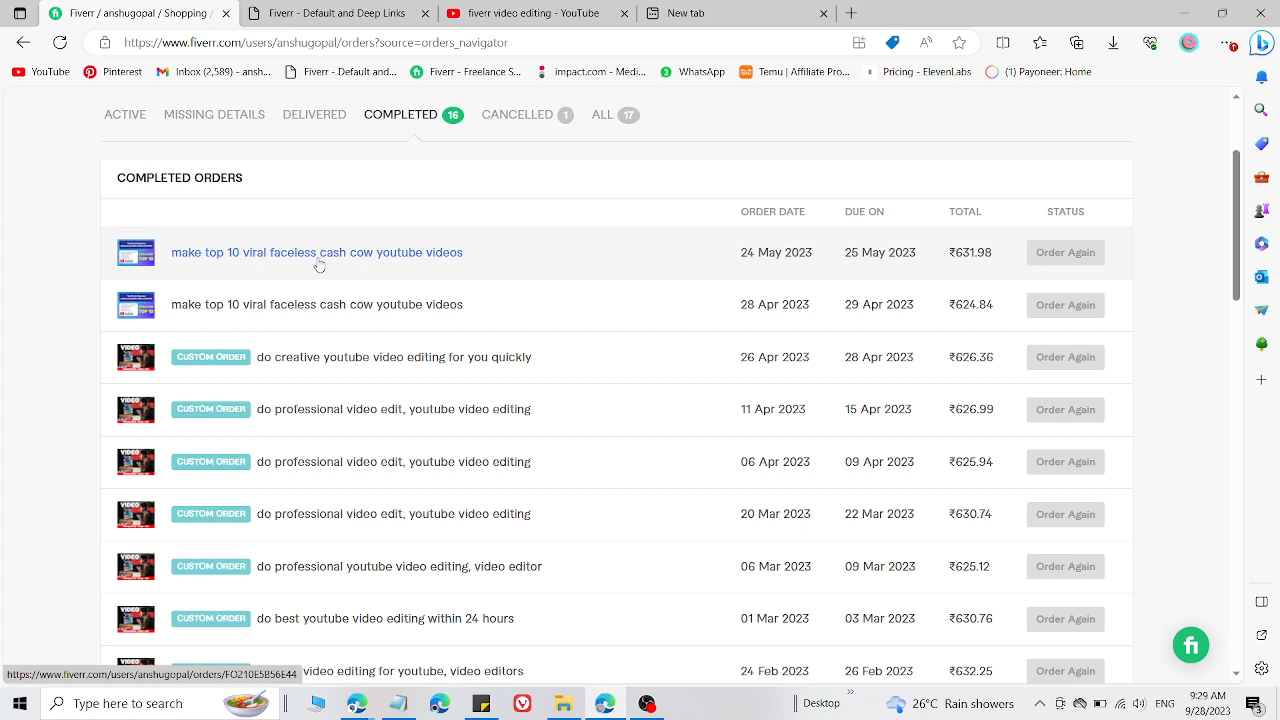 Fiverr / Orders
Fiverr - Default Deep Links
video editing - YouTube
New tab
https://www.fiverr.com/users/anshugopal/orders?source=orders_navigator
YouTube
Pinterest
Inbox (2,589) - ansh...
Fiverr - Default and...
Fiverr - Freelance S...
impact.com - Medi...
WhatsApp
Temu | Affiliate Pro...
Pricing - ElevenLabs
(1) Payoneer: Home
ACTIVE MISSING DETAILS DELIVERED COMPLETED 16 CANCELLED 1 ALL 17
COMPLETED ORDERS
ORDER DATE DUE ON TOTAL STATUS
make top 10 viral faceless cash cow youtube videos 24 May 2023 25 May 2023 ₹631.98 Order Again
make top 10 viral faceless cash cow youtube videos 28 Apr 2023 29 Apr 2023 ₹624.84 Order Again
CUSTOM ORDER do creative youtube video editing for you quickly 26 Apr 2023 28 Apr 2023 ₹626.36 Order Again
CUSTOM ORDER do professional video edit, youtube video editing 11 Apr 2023 15 Apr 2023 ₹626.99 Order Again
CUSTOM ORDER do professional video edit, youtube video editing 06 Apr 2023 09 Apr 2023 ₹625.94 Order Again
CUSTOM ORDER do professional video edit, youtube video editing 20 Mar 2023 22 Mar 2023 ₹630.74 Order Again
CUSTOM ORDER do professional youtube video editing, video editor 06 Mar 2023 09 Mar 2023 ₹625.12 Order Again
CUSTOM ORDER do best youtube video editing within 24 hours 01 Mar 2023 03 Mar 2023 ₹630.76 Order Again
video editing for youtube, video editors 24 Feb 2023 26 Feb 2023 ₹632.25 Order Again
https://www.fiverr.com/users/anshugopal/orders/FO2105B56E44
fi
Type here to search
Desktop
26°C Rain showers
ENG
9:29 AM
9/28/2023
3